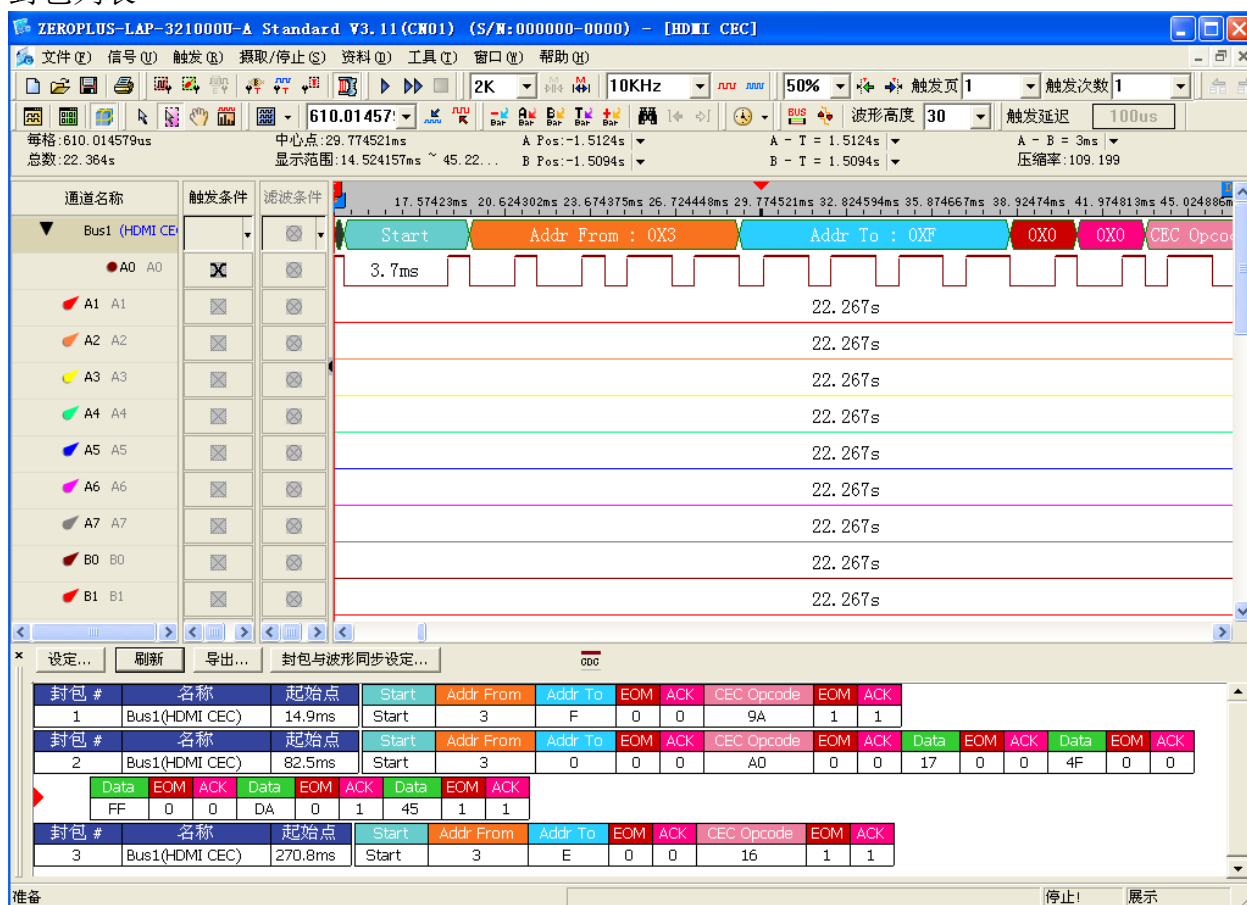 ZEROPLUS-LAP-321000U-A Standard V3.11(CN01) (S/N:000000-0000) - [HDMI CEC]
文件(F) 信号(U) 触发(R) 摄取/停止(S) 资料(D) 工具(T) 窗口(W) 帮助(H)
2K 10KHz 50% 触发页 1 触发次数 1
610.01457! Bar Bar Bar Bar Bar BUS 波形高度 30 触发延迟 100us
每格:610.014579us 中心点:29.774521ms A Pos:-1.5124s A - T = 1.5124s A - B = 3ms
总数:22.364s 显示范围:14.524157ms ~ 45.22... B Pos:-1.5094s B - T = 1.5094s 压缩率:109.199
通道名称 触发条件 滤波条件 17.57423ms 20.624302ms 23.674375ms 26.724448ms 29.774521ms 32.824594ms 35.874667ms 38.92474ms 41.974813ms 45.024886m
Bus1 (HDMI CE Start Addr From : 0X3 Addr To : 0XF 0X0 0X0 CEC Opco
A0 A0 3.7ms
A1 A1 22.267s
A2 A2 22.267s
A3 A3 22.267s
A4 A4 22.267s
A5 A5 22.267s
A6 A6 22.267s
A7 A7 22.267s
B0 B0 22.267s
B1 B1 22.267s
设定... 刷新 导出... 封包与波形同步设定...
封包 # 名称 起始点 Start Addr From Addr To EOM ACK CEC Opcode EOM ACK
1 Bus1(HDMI CEC) 14.9ms Start 3 F 0 0 9A 1 1
封包 # 名称 起始点 Start Addr From Addr To EOM ACK CEC Opcode EOM ACK Data EOM ACK Data EOM ACK
2 Bus1(HDMI CEC) 82.5ms Start 3 0 0 0 A0 0 0 17 0 0 4F 0 0
Data EOM ACK Data EOM ACK Data EOM ACK
FF 0 0 DA 0 1 45 1 1
封包 # 名称 起始点 Start Addr From Addr To EOM ACK CEC Opcode EOM ACK
3 Bus1(HDMI CEC) 270.8ms Start 3 E 0 0 16 1 1
准备 停止! 展示